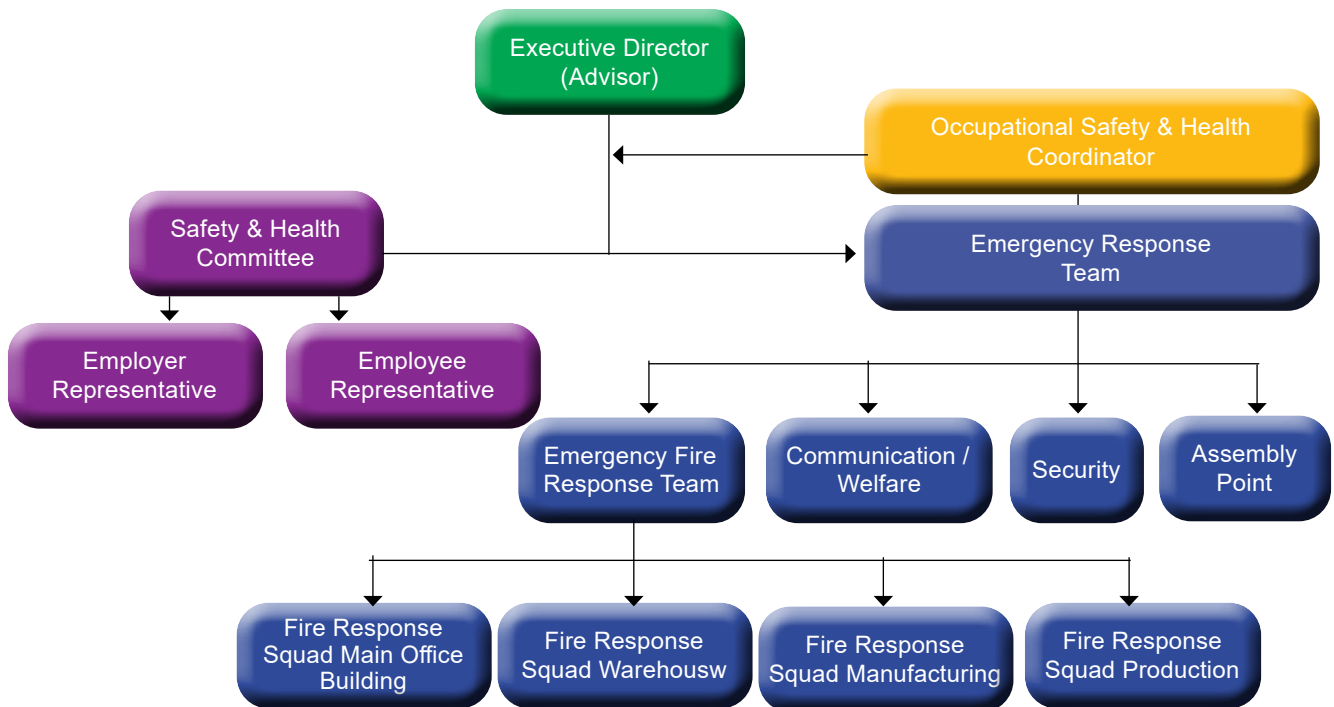 Executive Director
(Advisor)
Occupational Safety & Health
Coordinator
Safety & Health
Committee
Emergency Response
Team
Employer
Representative
Employee
Representative
Emergency Fire
Response Team
Communication /
Welfare
Security
Assembly
Point
Fire Response
Squad Main Office
Building
Fire Response
Squad Warehousw
Fire Response
Squad Manufacturing
Fire Response
Squad Production